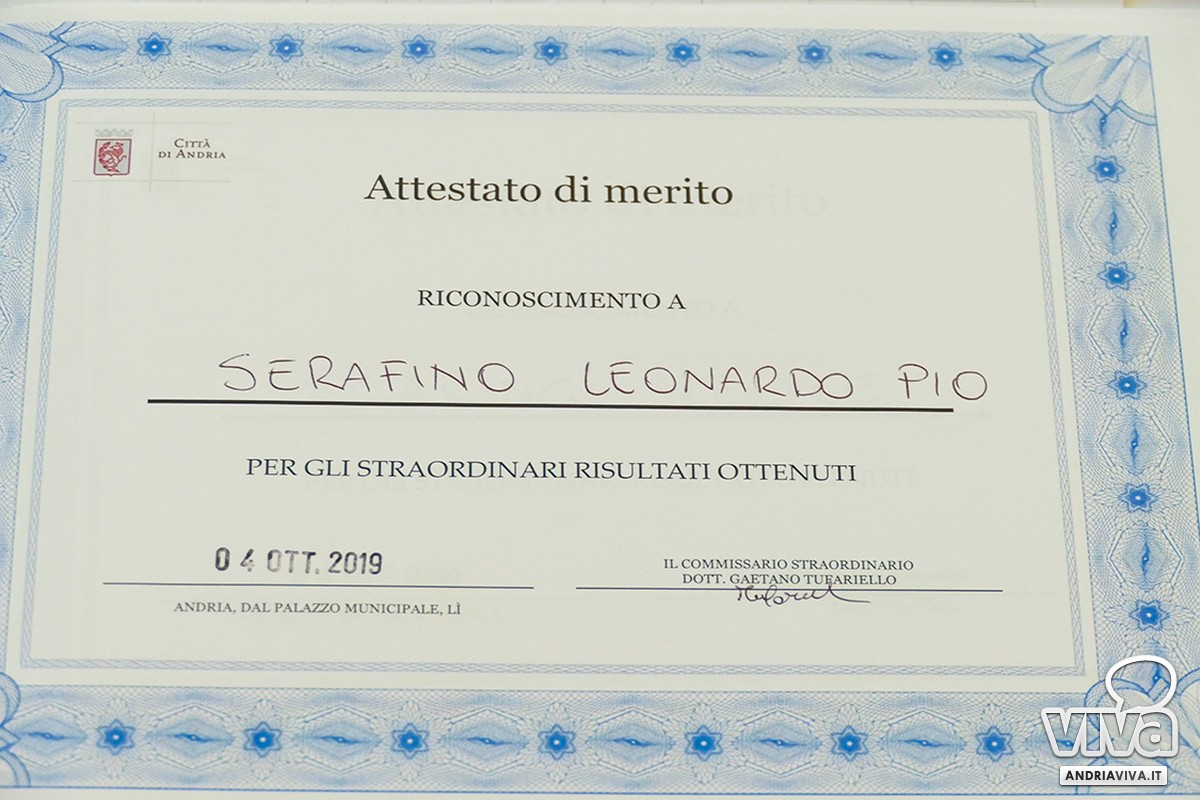 CITTÀ
DI ANDRIA
Attestato di merito
RICONOSCIMENTO A
SERAFINO LEONARDO PIO
PER GLI STRAORDINARI RISULTATI OTTENUTI
04 OTT. 2019
ANDRIA, DAL PALAZZO MUNICIPALE, LÌ
IL COMMISSARIO STRAORDINARIO
DOTT. GAETANO TUFARIELLO
viva
ANDRIAVIVA.IT